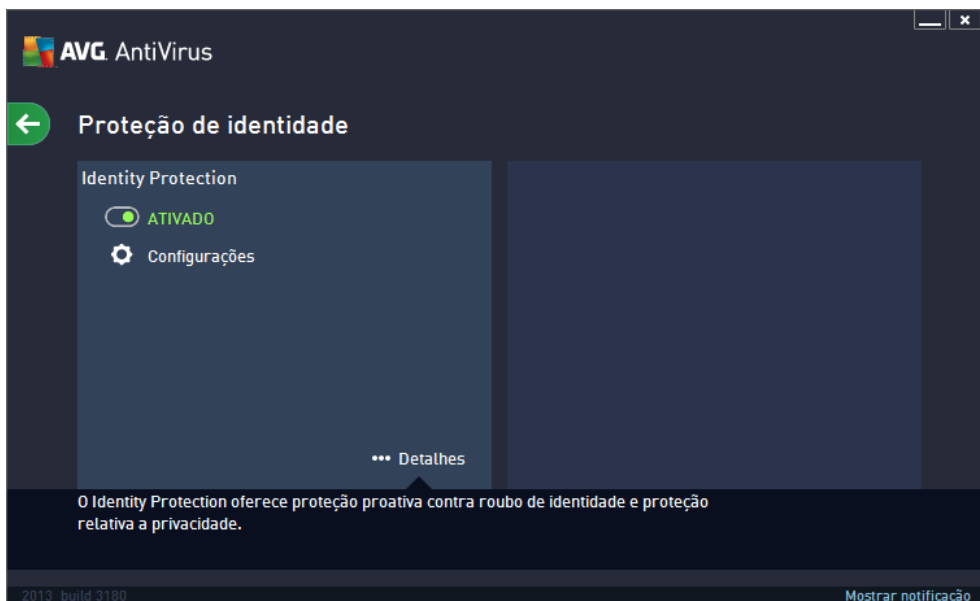 AVG. AntiVirus
Proteção de identidade
Identity Protection
ATIVADO
Configurações
••• Detalhes
O Identity Protection oferece proteção proativa contra roubo de identidade e proteção
relativa a privacidade.
2013 build 3180
Mostrar notificação